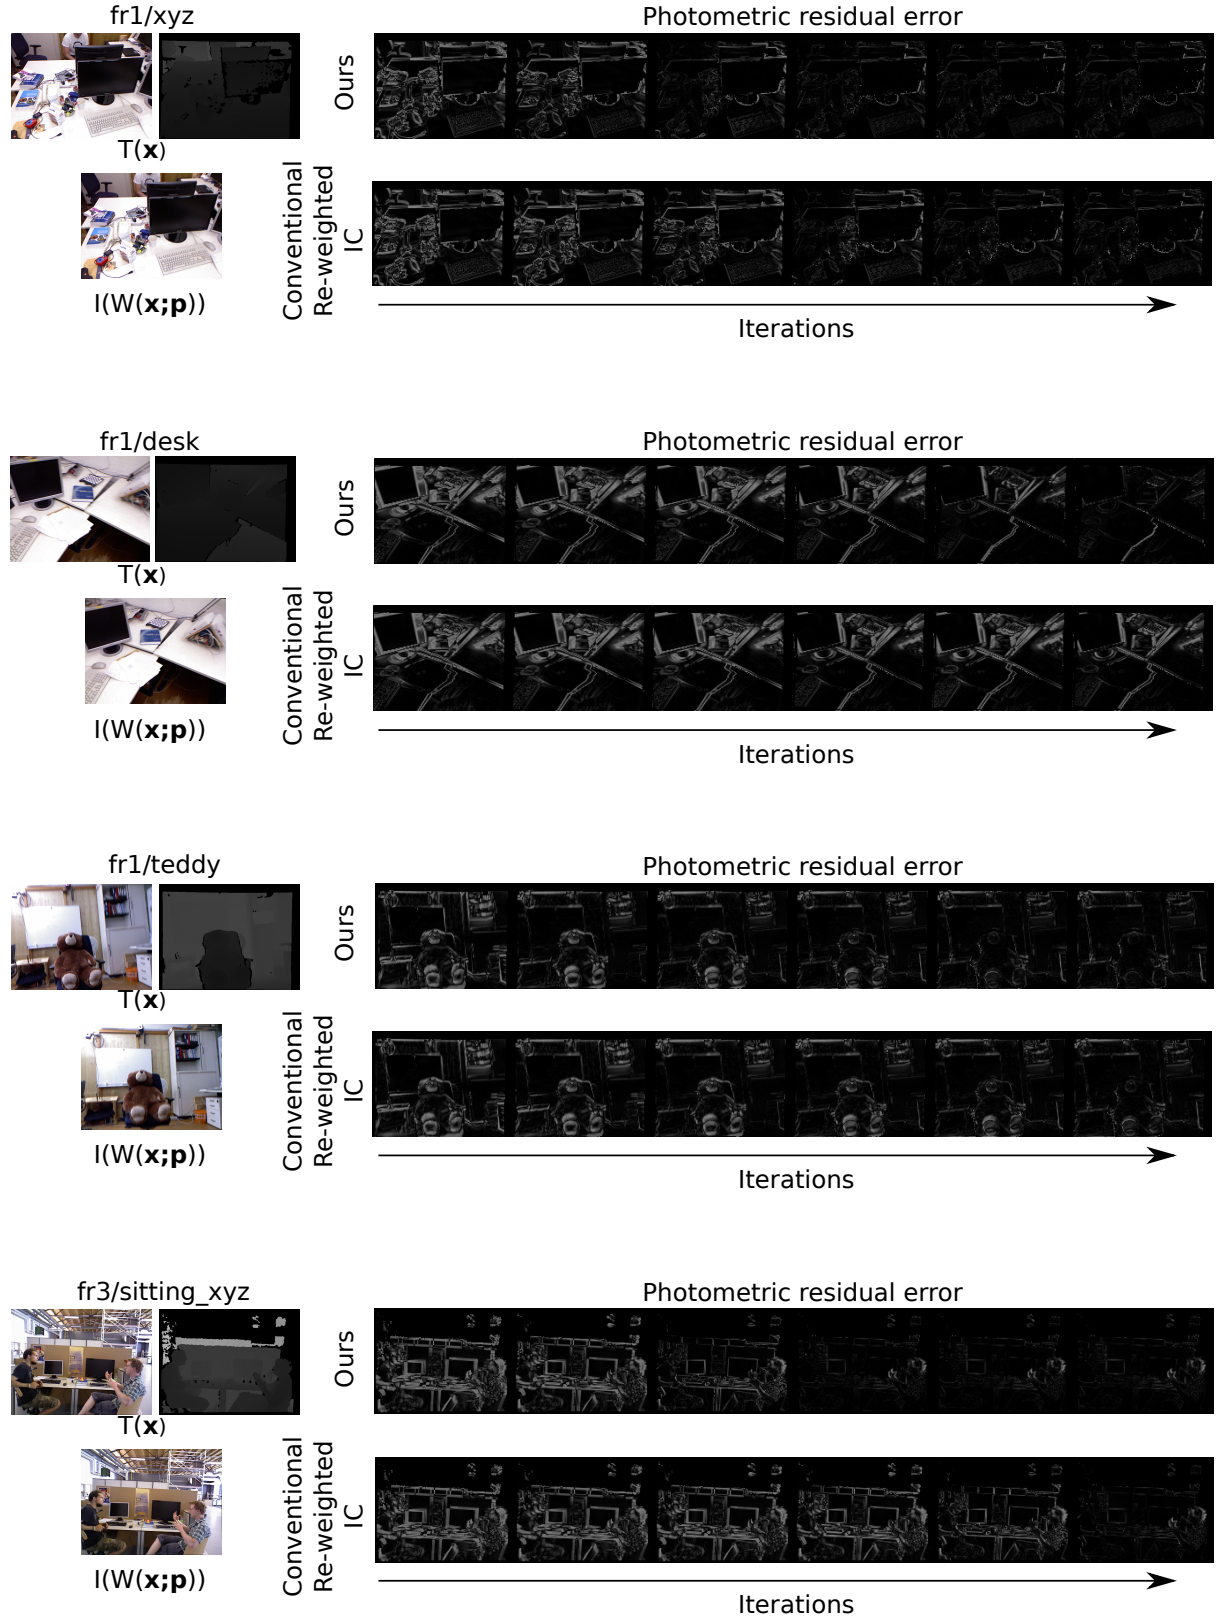 fr1/xyz
Photometric residual error
Ours
T(x)
Conventional
Re-weighted
IC
I(W(x;p))
Iterations
fr1/desk
Photometric residual error
Ours
T(x)
Conventional
Re-weighted
IC
I(W(x;p))
Iterations
fr1/teddy
Photometric residual error
Ours
T(x)
Conventional
Re-weighted
IC
I(W(x;p))
Iterations
fr3/sitting_xyz
Photometric residual error
Ours
T(x)
Conventional
Re-weighted
IC
I(W(x;p))
Iterations